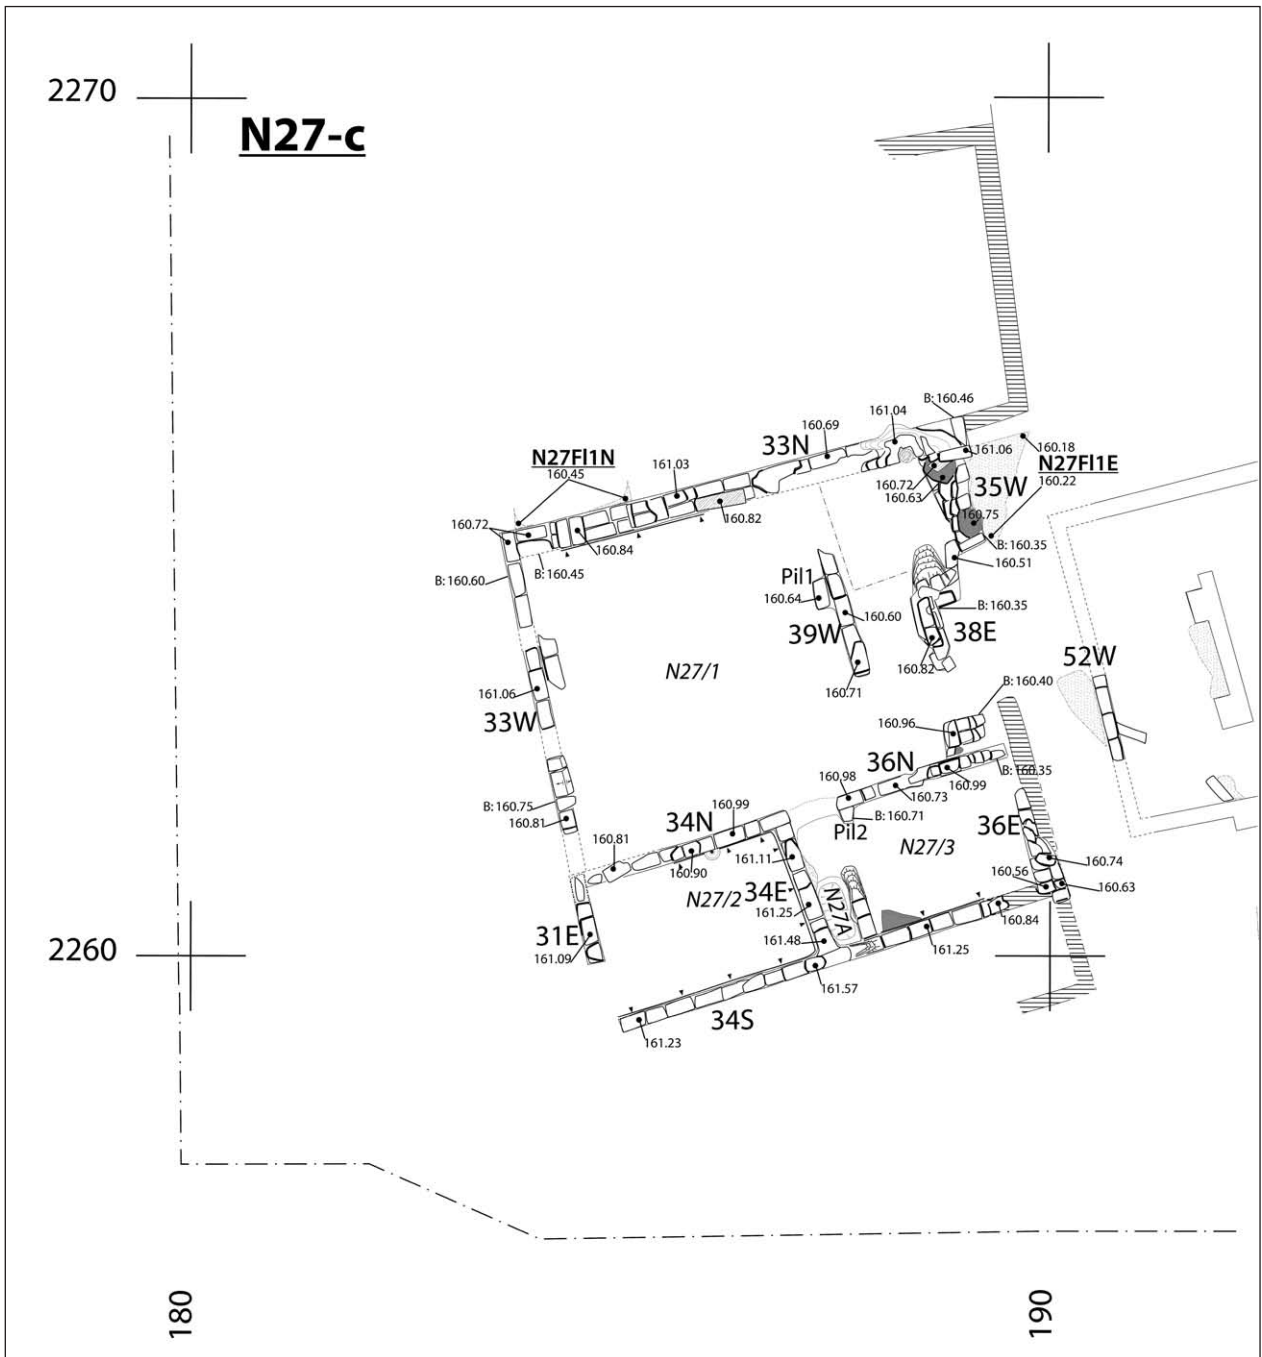 2270
N27-c
B: 160.46
161.04
160.69
33N
161.06
160.18
N27Fl1N
N27Fl1E
160.45
161.03
160.72
160.63
35W
160.22
160.72
160.82
160.75
160.84
B: 160.35
B: 160.45
160.51
B: 160.60
Pil1
160.64
160.60
B: 160.35
39W
38E
52W
N27/1
160.82
160.71
B: 160.40
161.06
33W
160.96
36N
B: 160.35
160.98
160.99
B: 160.75
160.73
160.81
34N
160.99
B: 160.71
36E
Pil2
160.81
N27/3
161.11
160.74
160.90
160.56
34E
N27/2
160.63
161.25
N27A
160.84
31E
161.48
161.25
2260
161.09
161.57
34S
161.23
180
190